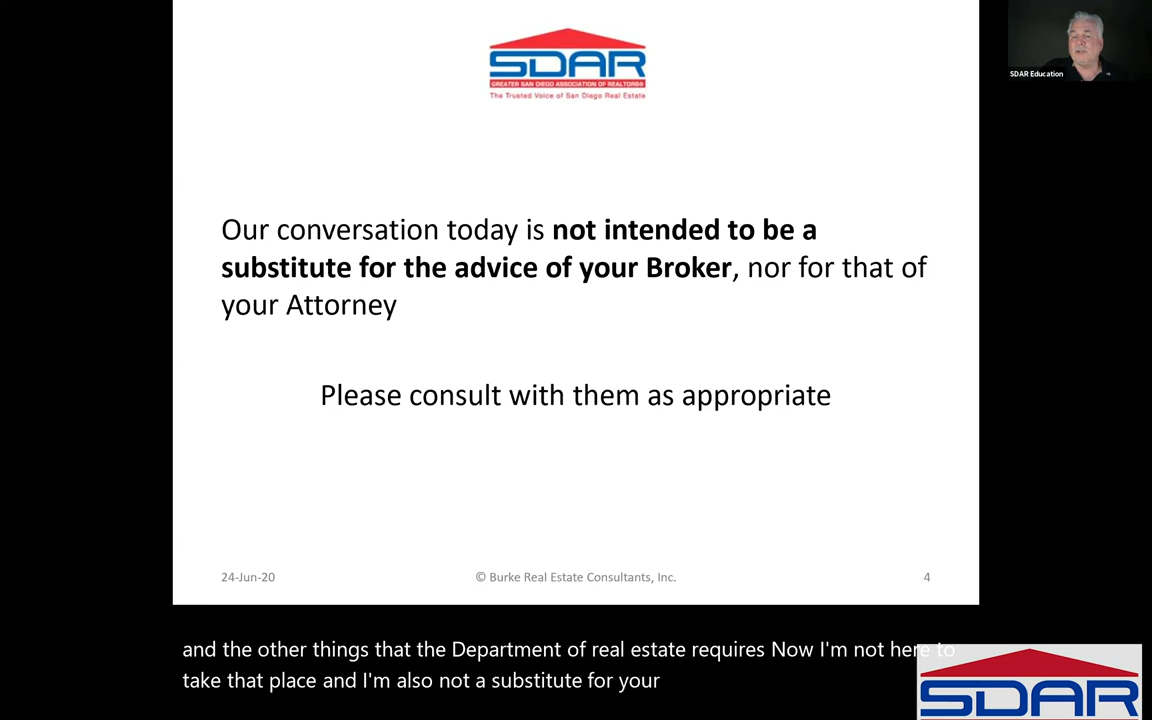 SDAR
GREATER SAN DIEGO ASSOCIATION OF REALTORS®
The Trusted Voice of San Diego Real Estate
SDAR Education
Our conversation today is not intended to be a
substitute for the advice of your Broker, nor for that of
your Attorney
Please consult with them as appropriate
24-Jun-20
© Burke Real Estate Consultants, Inc.
4
and the other things that the Department of real estate requires Now I'm not here to
take that place and I'm also not a substitute for your
SDAR